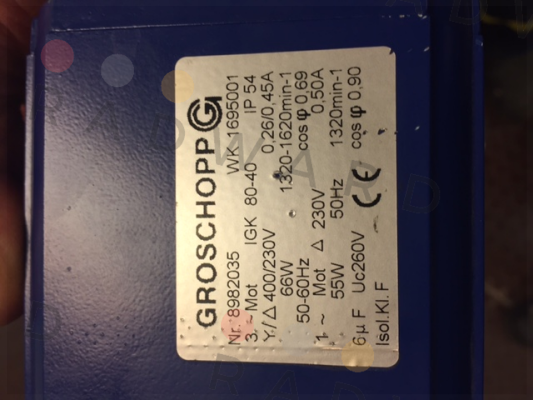 GROSCHOPP
Nr. 8982035 WK 1695001
3. ~ Mot IGK 80-40 IP 54
Y/Δ 400/230V 0,26/0,45A
66W 1320-1620min-1
50-60Hz cos φ 0,69
1. ~ Mot Δ 230V 0,50A
55W 50Hz 1320min-1
6µF Uc260V CE cos φ 0,90
Isol.Kl. F